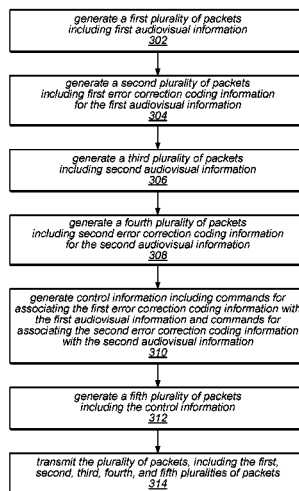 generate a first plurality of packets
including first audiovisual information
302
generate a second plurality of packets
including first error correction coding information
for the first audiovisual information
304
generate a third plurality of packets
including second audiovisual information
306
generate a fourth plurality of packets
including second error correction coding information
for the second audiovisual information
308
generate control information including commands for
associating the first error correction coding information with
the first audiovisual information and commands for
associating the second error correction coding information
with the second audiovisual information
310
generate a fifth plurality of packets
including the control information
312
transmit the plurality of packets, including the first,
second, third, fourth, and fifth pluralities of packets
314